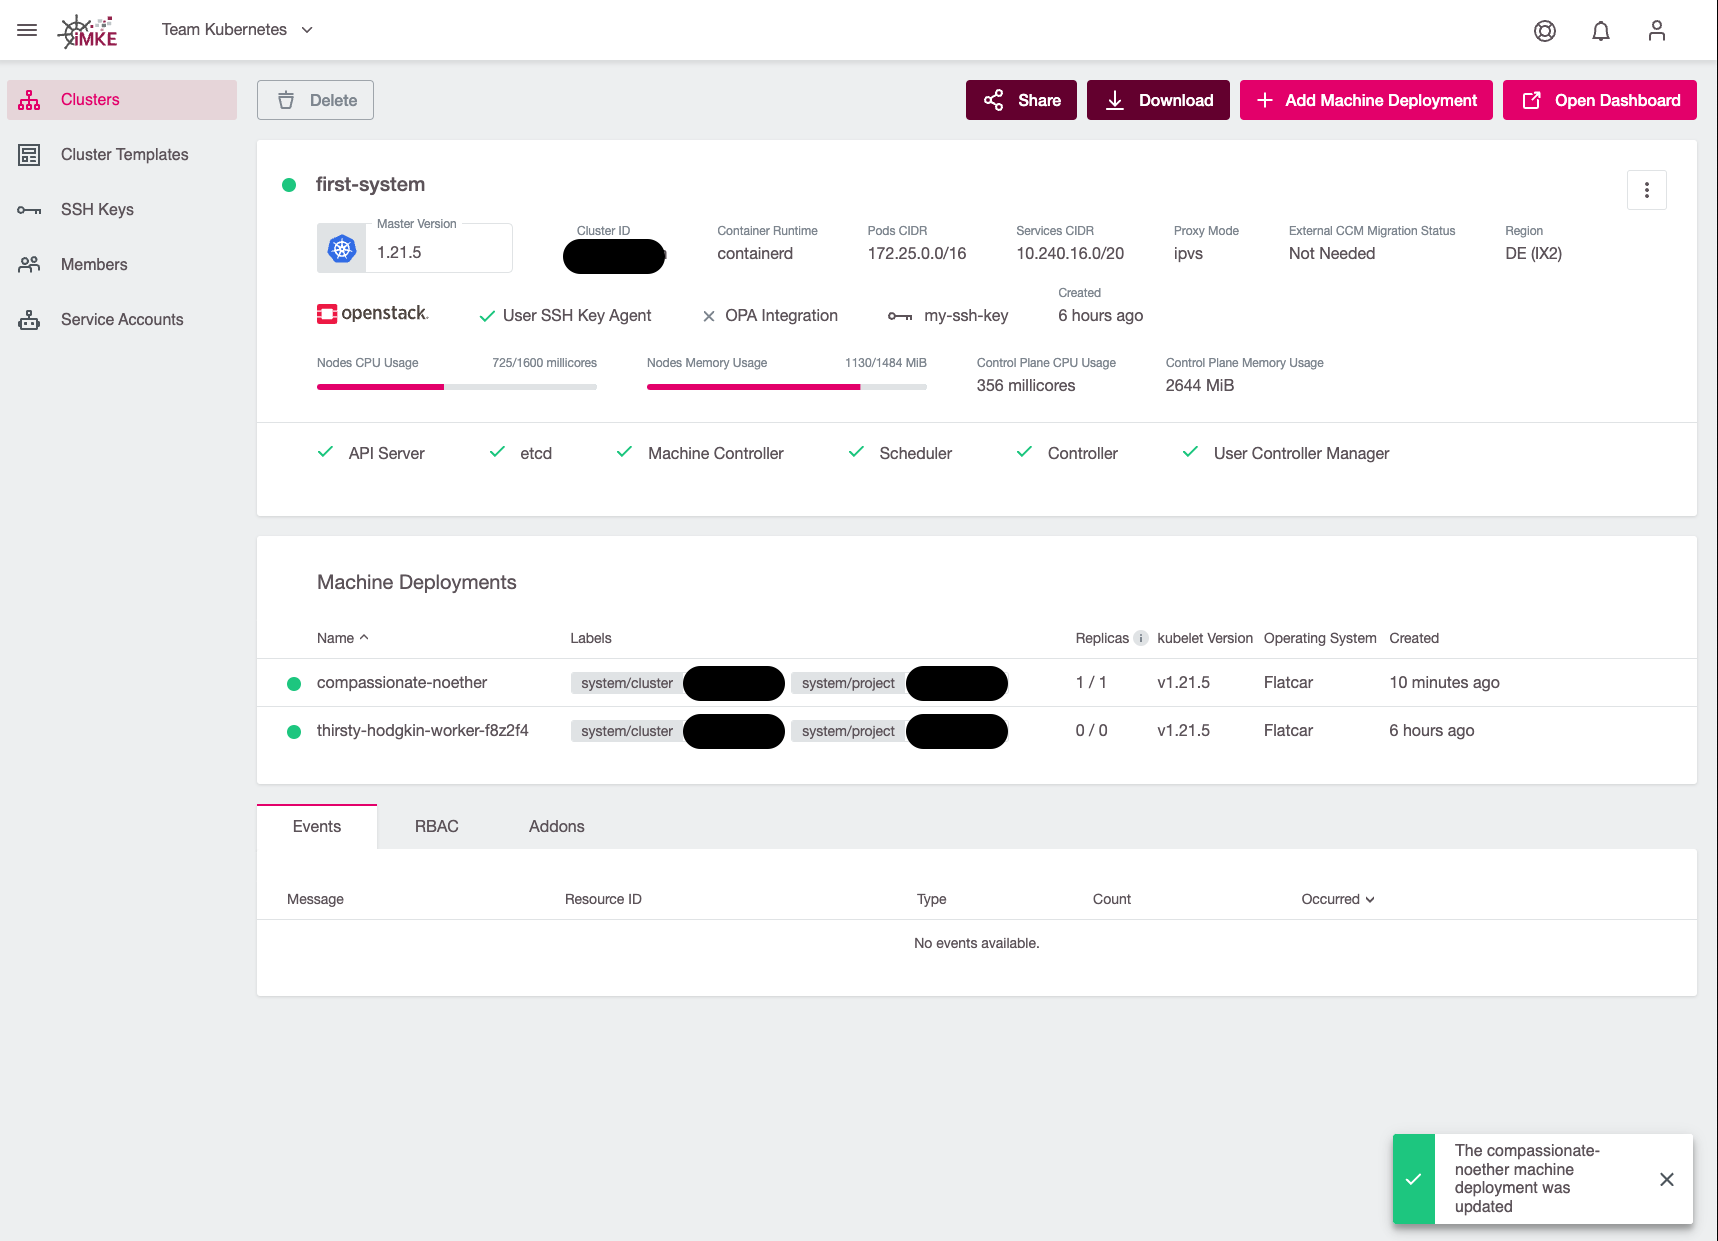 iMKE
Team Kubernetes
Clusters
Cluster Templates
SSH Keys
Members
Service Accounts
Delete
Share
Download
Add Machine Deployment
Open Dashboard
first-system
Master Version
1.21.5
Cluster ID
Container Runtime
containerd
Pods CIDR
172.25.0.0/16
Services CIDR
10.240.16.0/20
Proxy Mode
ipvs
External CCM Migration Status
Not Needed
Region
DE (IX2)
openstack.
User SSH Key Agent
OPA Integration
my-ssh-key
Created
6 hours ago
Nodes CPU Usage 725/1600 millicores
Nodes Memory Usage 1130/1484 MiB
Control Plane CPU Usage
356 millicores
Control Plane Memory Usage
2644 MiB
API Server etcd Machine Controller Scheduler Controller User Controller Manager
Machine Deployments
Name Labels Replicas i kubelet Version Operating System Created
compassionate-noether system/cluster system/project 1 / 1 v1.21.5 Flatcar 10 minutes ago
thirsty-hodgkin-worker-f8z2f4 system/cluster system/project 0 / 0 v1.21.5 Flatcar 6 hours ago
Events RBAC Addons
Message Resource ID Type Count Occurred
No events available.
The compassionate-
noether machine
deployment was
updated